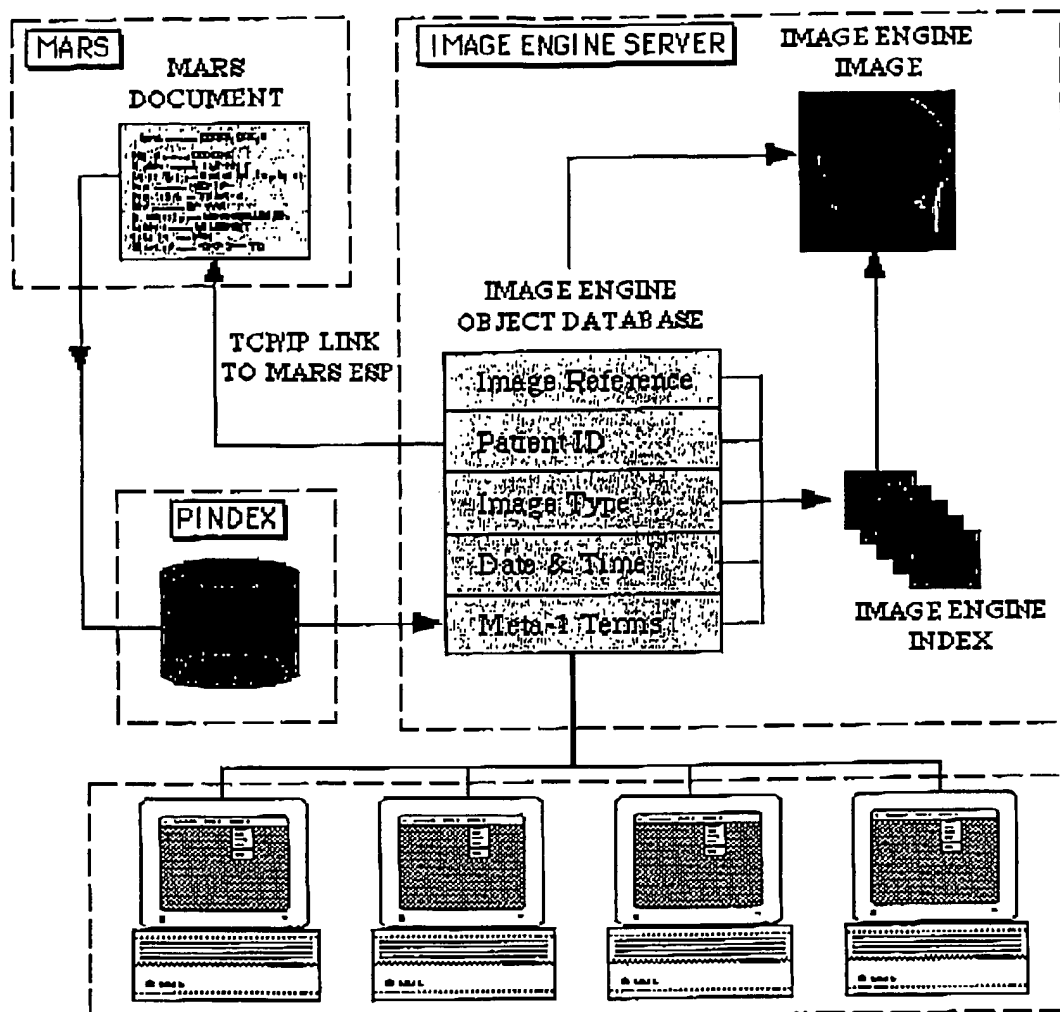 MARS
MARS
DOCUMENT
IMAGE ENGINE SERVER
IMAGE ENGINE
IMAGE
IMAGE ENGINE
OBJECT DATABASE
TCP/IP LINK
TO MARS ESP
Image Reference
Patient ID
Image Type
Date & Time
Meta-1 Terms
PINDEX
IMAGE ENGINE
INDEX